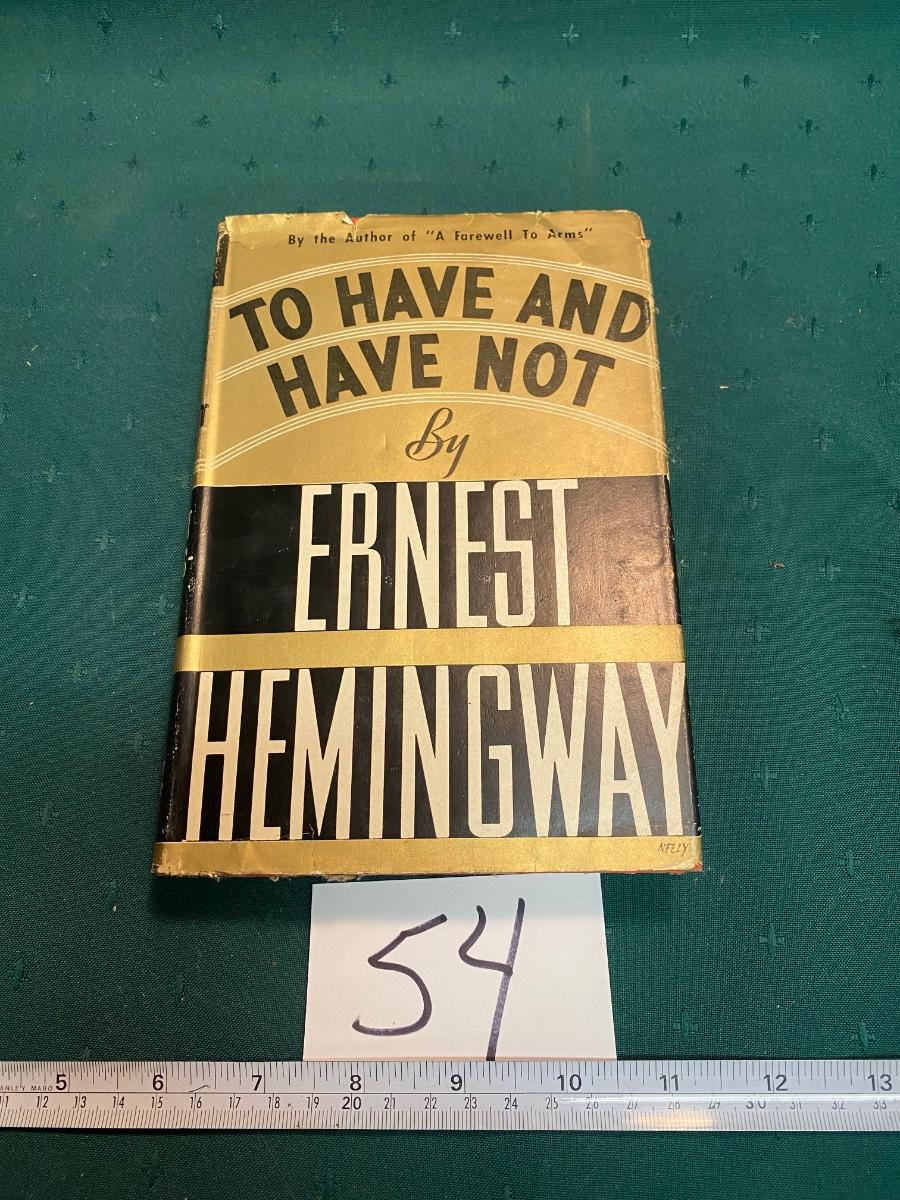 By the Author of "A Farewell To Arms"
TO HAVE AND
HAVE NOT
By
ERNEST
HEMINGWAY
NEELY
54
5 6 7 8 9 10 11 12 13
11 12 13 14 15 16 17 18 19 20 21 22 23 24 25 26 27 28 29 30 31 32 33